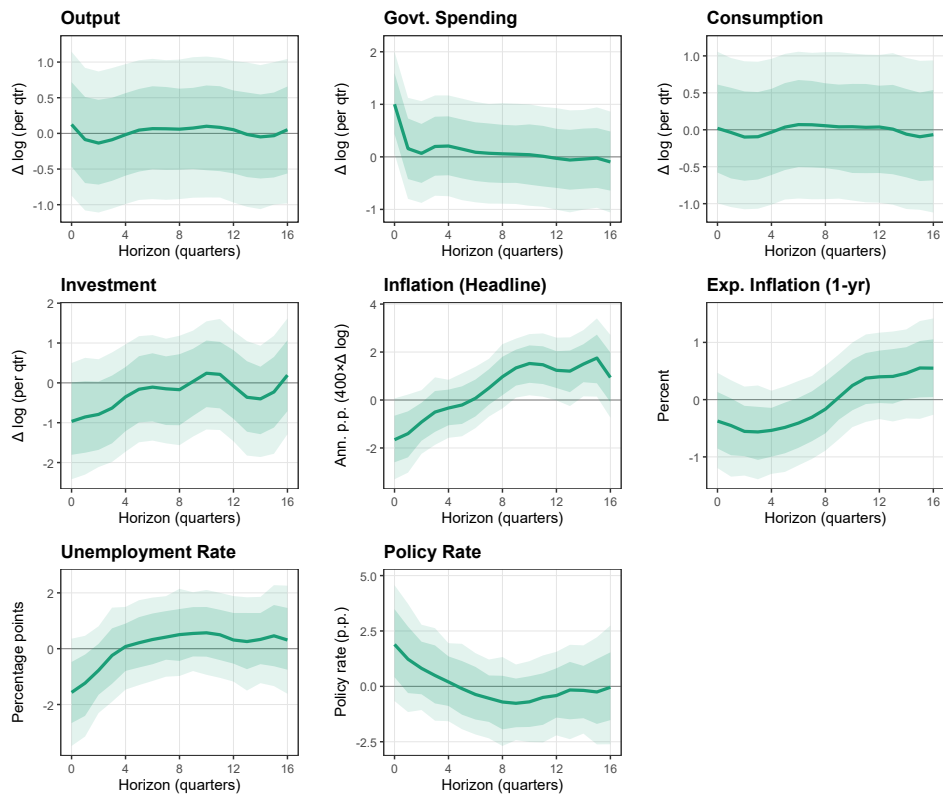 Output
Δ log (per qtr)
1.0
0.5
0.0
-0.5
-1.0
0 4 8 12 16
Horizon (quarters)
Govt. Spending
Δ log (per qtr)
2
1
0
-1
0 4 8 12 16
Horizon (quarters)
Consumption
Δ log (per qtr)
1.0
0.5
0.0
-0.5
-1.0
0 4 8 12 16
Horizon (quarters)
Investment
Δ log (per qtr)
2
1
0
-1
-2
0 4 8 12 16
Horizon (quarters)
Inflation (Headline)
Ann. p.p. (400×Δ log)
4
2
0
-2
0 4 8 12 16
Horizon (quarters)
Exp. Inflation (1-yr)
Percent
1
0
-1
0 4 8 12 16
Horizon (quarters)
Unemployment Rate
Percentage points
2
0
-2
0 4 8 12 16
Horizon (quarters)
Policy Rate
Policy rate (p.p.)
5.0
2.5
0.0
-2.5
0 4 8 12 16
Horizon (quarters)